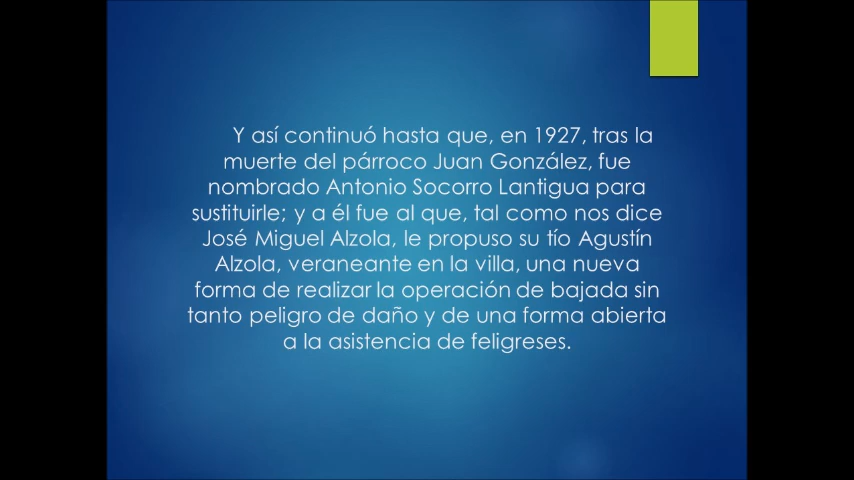 Y así continuó hasta que, en 1927, tras la
muerte del párroco Juan González, fue
nombrado Antonio Socorro Lantigua para
sustituirle; y a él fue al que, tal como nos dice
José Miguel Alzola, le propuso su tío Agustín
Alzola, veraneante en la villa, una nueva
forma de realizar la operación de bajada sin
tanto peligro de daño y de una forma abierta
a la asistencia de feligreses.